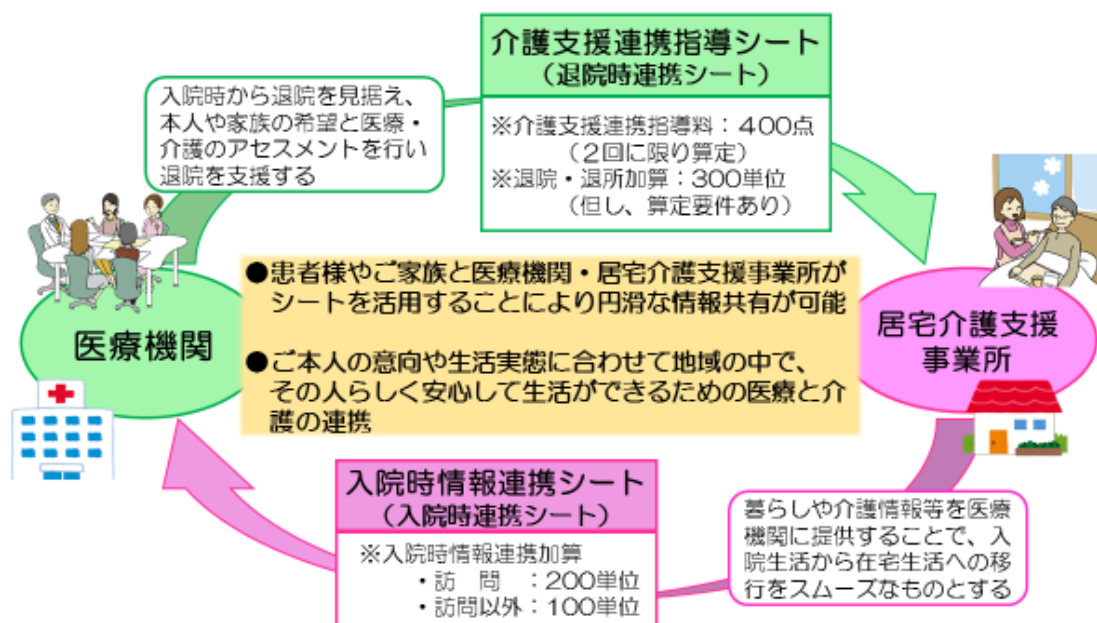 介護支援連携指導シート
（退院時連携シート）
※介護支援連携指導料：400点
（2回に限り算定）
※退院・退所加算：300単位
（但し、算定要件あり）
入院時から退院を見据え、
本人や家族の希望と医療・
介護のアセスメントを行い
退院を支援する
医療機関
●患者様やご家族と医療機関・居宅介護支援事業所が
シートを活用することにより円滑な情報共有が可能
●ご本人の意向や生活実態に合わせて地域の中で、
その人らしく安心して生活ができるための医療と介
護の連携
居宅介護支援
事業所
入院時情報連携シート
（入院時連携シート）
※入院時情報連携加算
・訪　問　：200単位
・訪問以外：100単位
暮らしや介護情報等を医療
機関に提供することで、入
院生活から在宅生活への移
行をスムーズなものとする